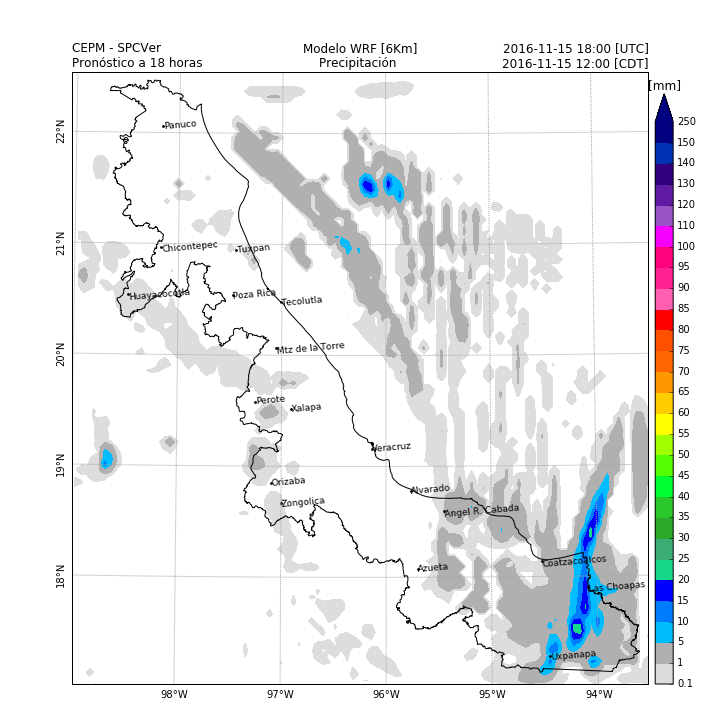 CEPM - SPCVer
Modelo WRF [6Km]
2016-11-15 18:00 [UTC]
Pronóstico a 18 horas
Precipitación
2016-11-15 12:00 [CDT]
[mm]
250
150
140
130
120
110
100
95
90
85
80
75
70
65
60
55
50
45
40
35
30
25
20
15
10
5
1
0.1
22°N
21°N
20°N
19°N
18°N
98°W
97°W
96°W
95°W
94°W
Panuco
Chicontepec
Tuxpan
Huayacocotla
Poza Rica
Tecolutla
Mtz de la Torre
Perote
Xalapa
Veracruz
Orizaba
Alvarado
Zongolica
Angel R. Cabada
Azueta
Coatzacoalcos
Las Choapas
Uxpanapa